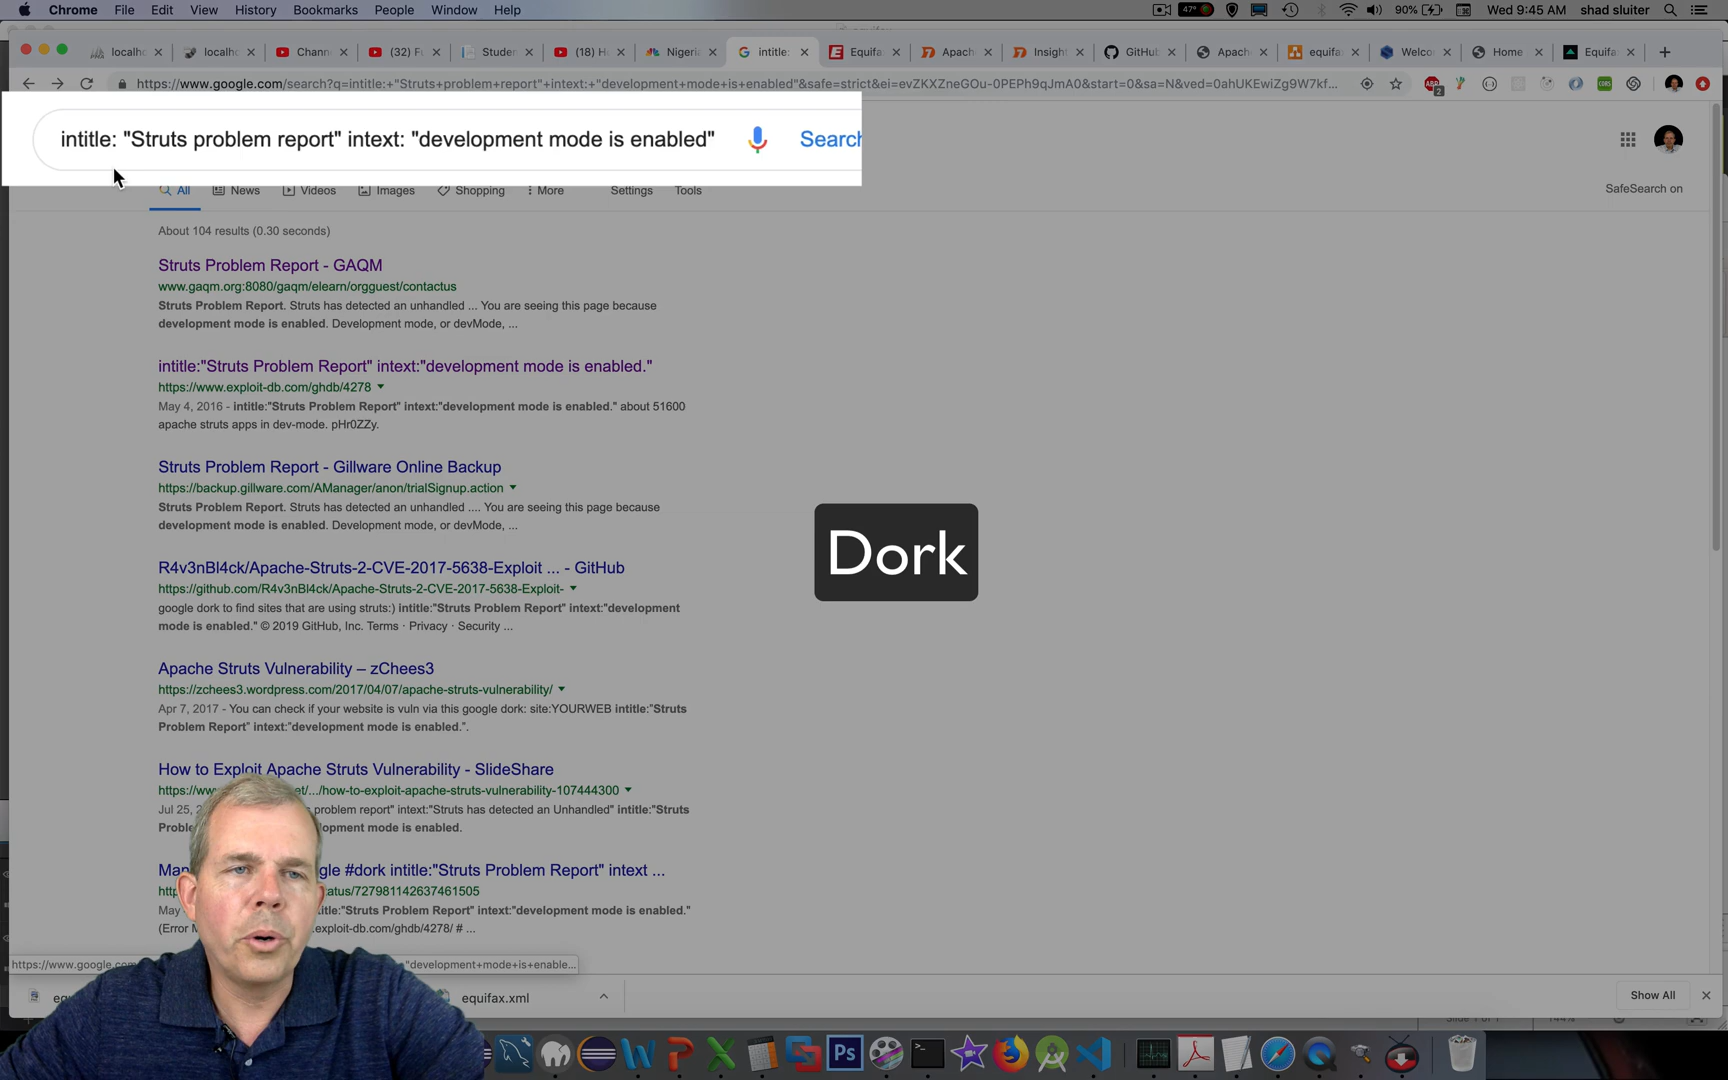 Chrome File Edit View History Bookmarks People Window Help
47° 90% Wed 9:45 AM shad sluiter
localho localho Chann (32) F Studen (18) H Nigeria intitle: Equifa Apach Insight GitHub Apach equifa Welco Home Equifa
https://www.google.com/search?q=intitle:+"Struts+problem+report"+intext:+"development+mode+is+enabled"&safe=strict&ei=evZKXZneGOu-0PEPh9qJmA0&start=0&sa=N&ved=0ahUKEwiZg9W7kf...
2
intitle: "Struts problem report" intext: "development mode is enabled" Search
All News Videos Images Shopping More Settings Tools SafeSearch on
About 104 results (0.30 seconds)
Struts Problem Report - GAQM
www.gaqm.org:8080/gaqm/elearn/orgguest/contactus
Struts Problem Report. Struts has detected an unhandled ... You are seeing this page because
development mode is enabled. Development mode, or devMode, ...
intitle:"Struts Problem Report" intext:"development mode is enabled."
https://www.exploit-db.com/ghdb/4278
May 4, 2016 - intitle:"Struts Problem Report" intext:"development mode is enabled." about 51600
apache struts apps in dev-mode. pHr0ZZy.
Struts Problem Report - Gillware Online Backup
https://backup.gillware.com/AManager/anon/trialSignup.action
Struts Problem Report. Struts has detected an unhandled .... You are seeing this page because
development mode is enabled. Development mode, or devMode, ...
Dork
R4v3nBl4ck/Apache-Struts-2-CVE-2017-5638-Exploit ... - GitHub
https://github.com/R4v3nBl4ck/Apache-Struts-2-CVE-2017-5638-Exploit-
google dork to find sites that are using struts:) intitle:"Struts Problem Report" intext:"development
mode is enabled." © 2019 GitHub, Inc. Terms · Privacy · Security ...
Apache Struts Vulnerability – zChees3
https://zchees3.wordpress.com/2017/04/07/apache-struts-vulnerability/
Apr 7, 2017 - You can check if your website is vuln via this google dork: site:YOURWEB intitle:"Struts
Problem Report" intext:"development mode is enabled.".
How to Exploit Apache Struts Vulnerability - SlideShare
https://w et/.../how-to-exploit-apache-struts-vulnerability-107444300
Jul 25, problem report" intext:"Struts has detected an Unhandled" intitle:"Struts
Proble opment mode is enabled.
Man gle #dork intitle:"Struts Problem Report" intext ...
http atus/727981142637461505
May itle:"Struts Problem Report" intext:"development mode is enabled."
(Error M exploit-db.com/ghdb/4278/ # ...
https://www.google.com "development+mode+is+enable...
eq equifax.xml Show All
Slide 1 of 1 144%
Ps